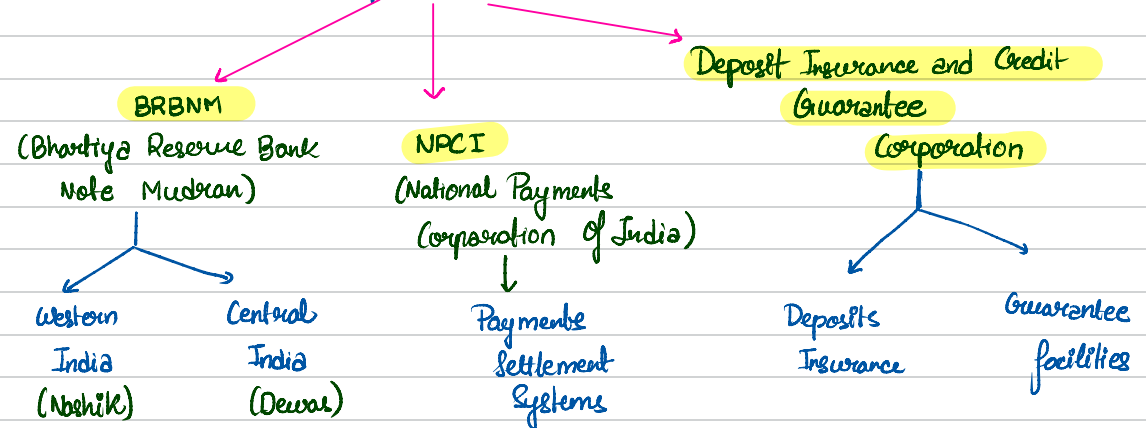 BRBNM
(Bhartiya Reserve Bank
Note Mudran)
Western
India
(Nashik)
Central
India
(Dewas)
NPCI
(National Payments
Corporation Of India)
Payments
Settlement
Systems
Deposit Insurance and Credit
Guarantee
Corporation
Deposits
Insurance
Guarantee
facilities